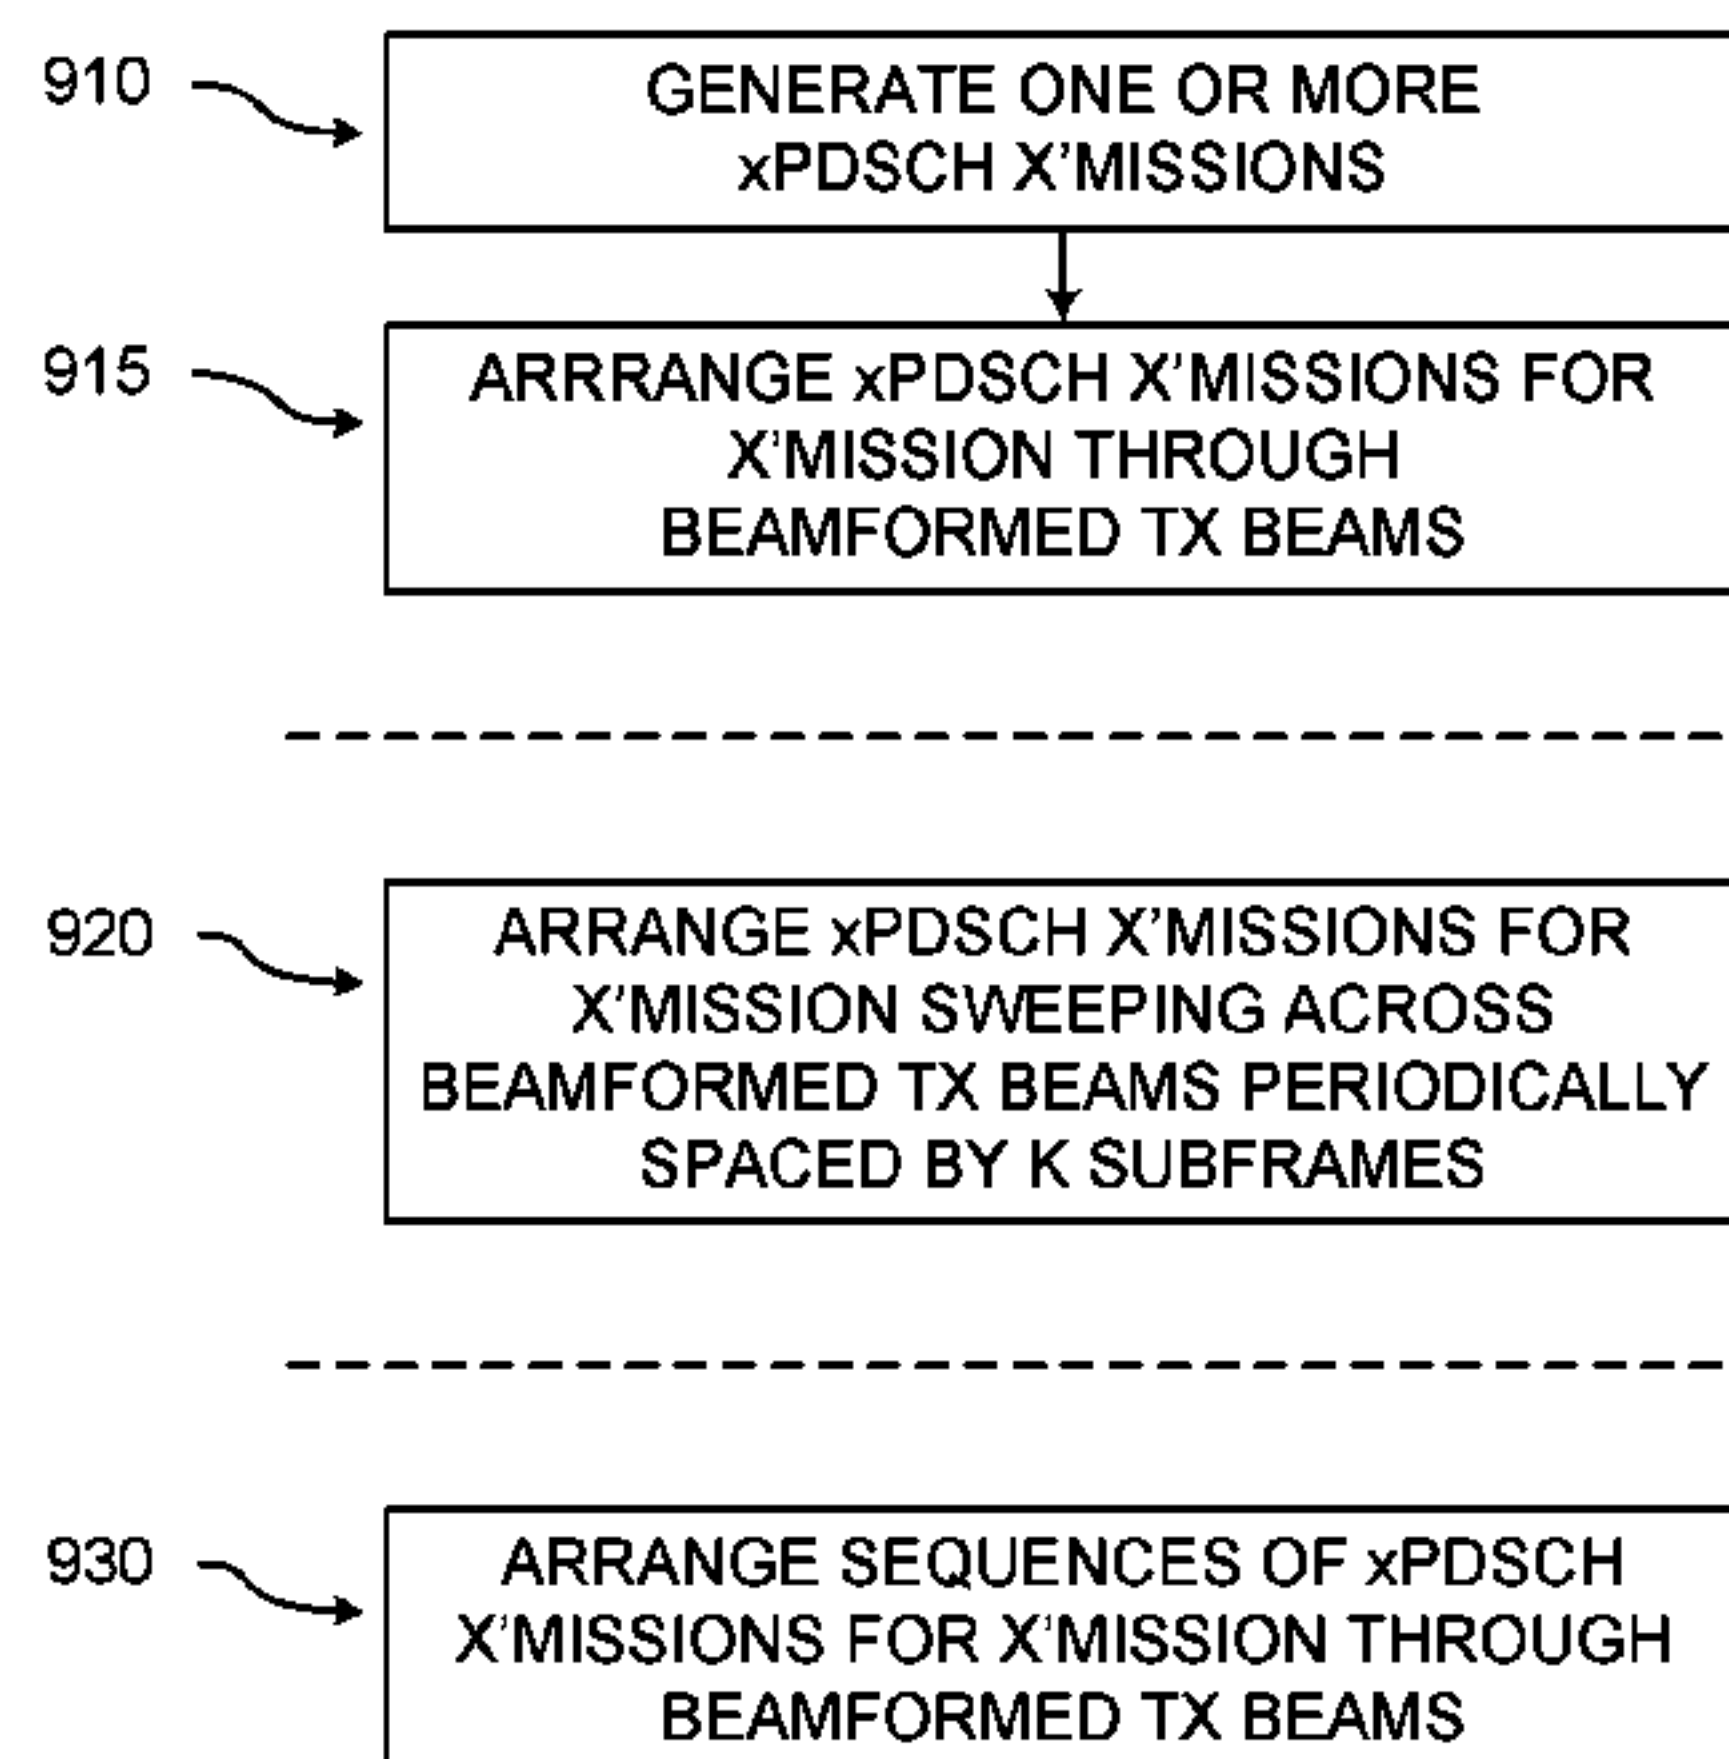 910
GENERATE ONE OR MORE
xPDSCH X'MISSIONS
915
ARRRANGE xPDSCH X'MISSIONS FOR
X'MISSION THROUGH
BEAMFORMED TX BEAMS
920
ARRANGE xPDSCH X'MISSIONS FOR
X'MISSION SWEEPING ACROSS
BEAMFORMED TX BEAMS PERIODICALLY
SPACED BY K SUBFRAMES
930
ARRANGE SEQUENCES OF xPDSCH
X'MISSIONS FOR X'MISSION THROUGH
BEAMFORMED TX BEAMS